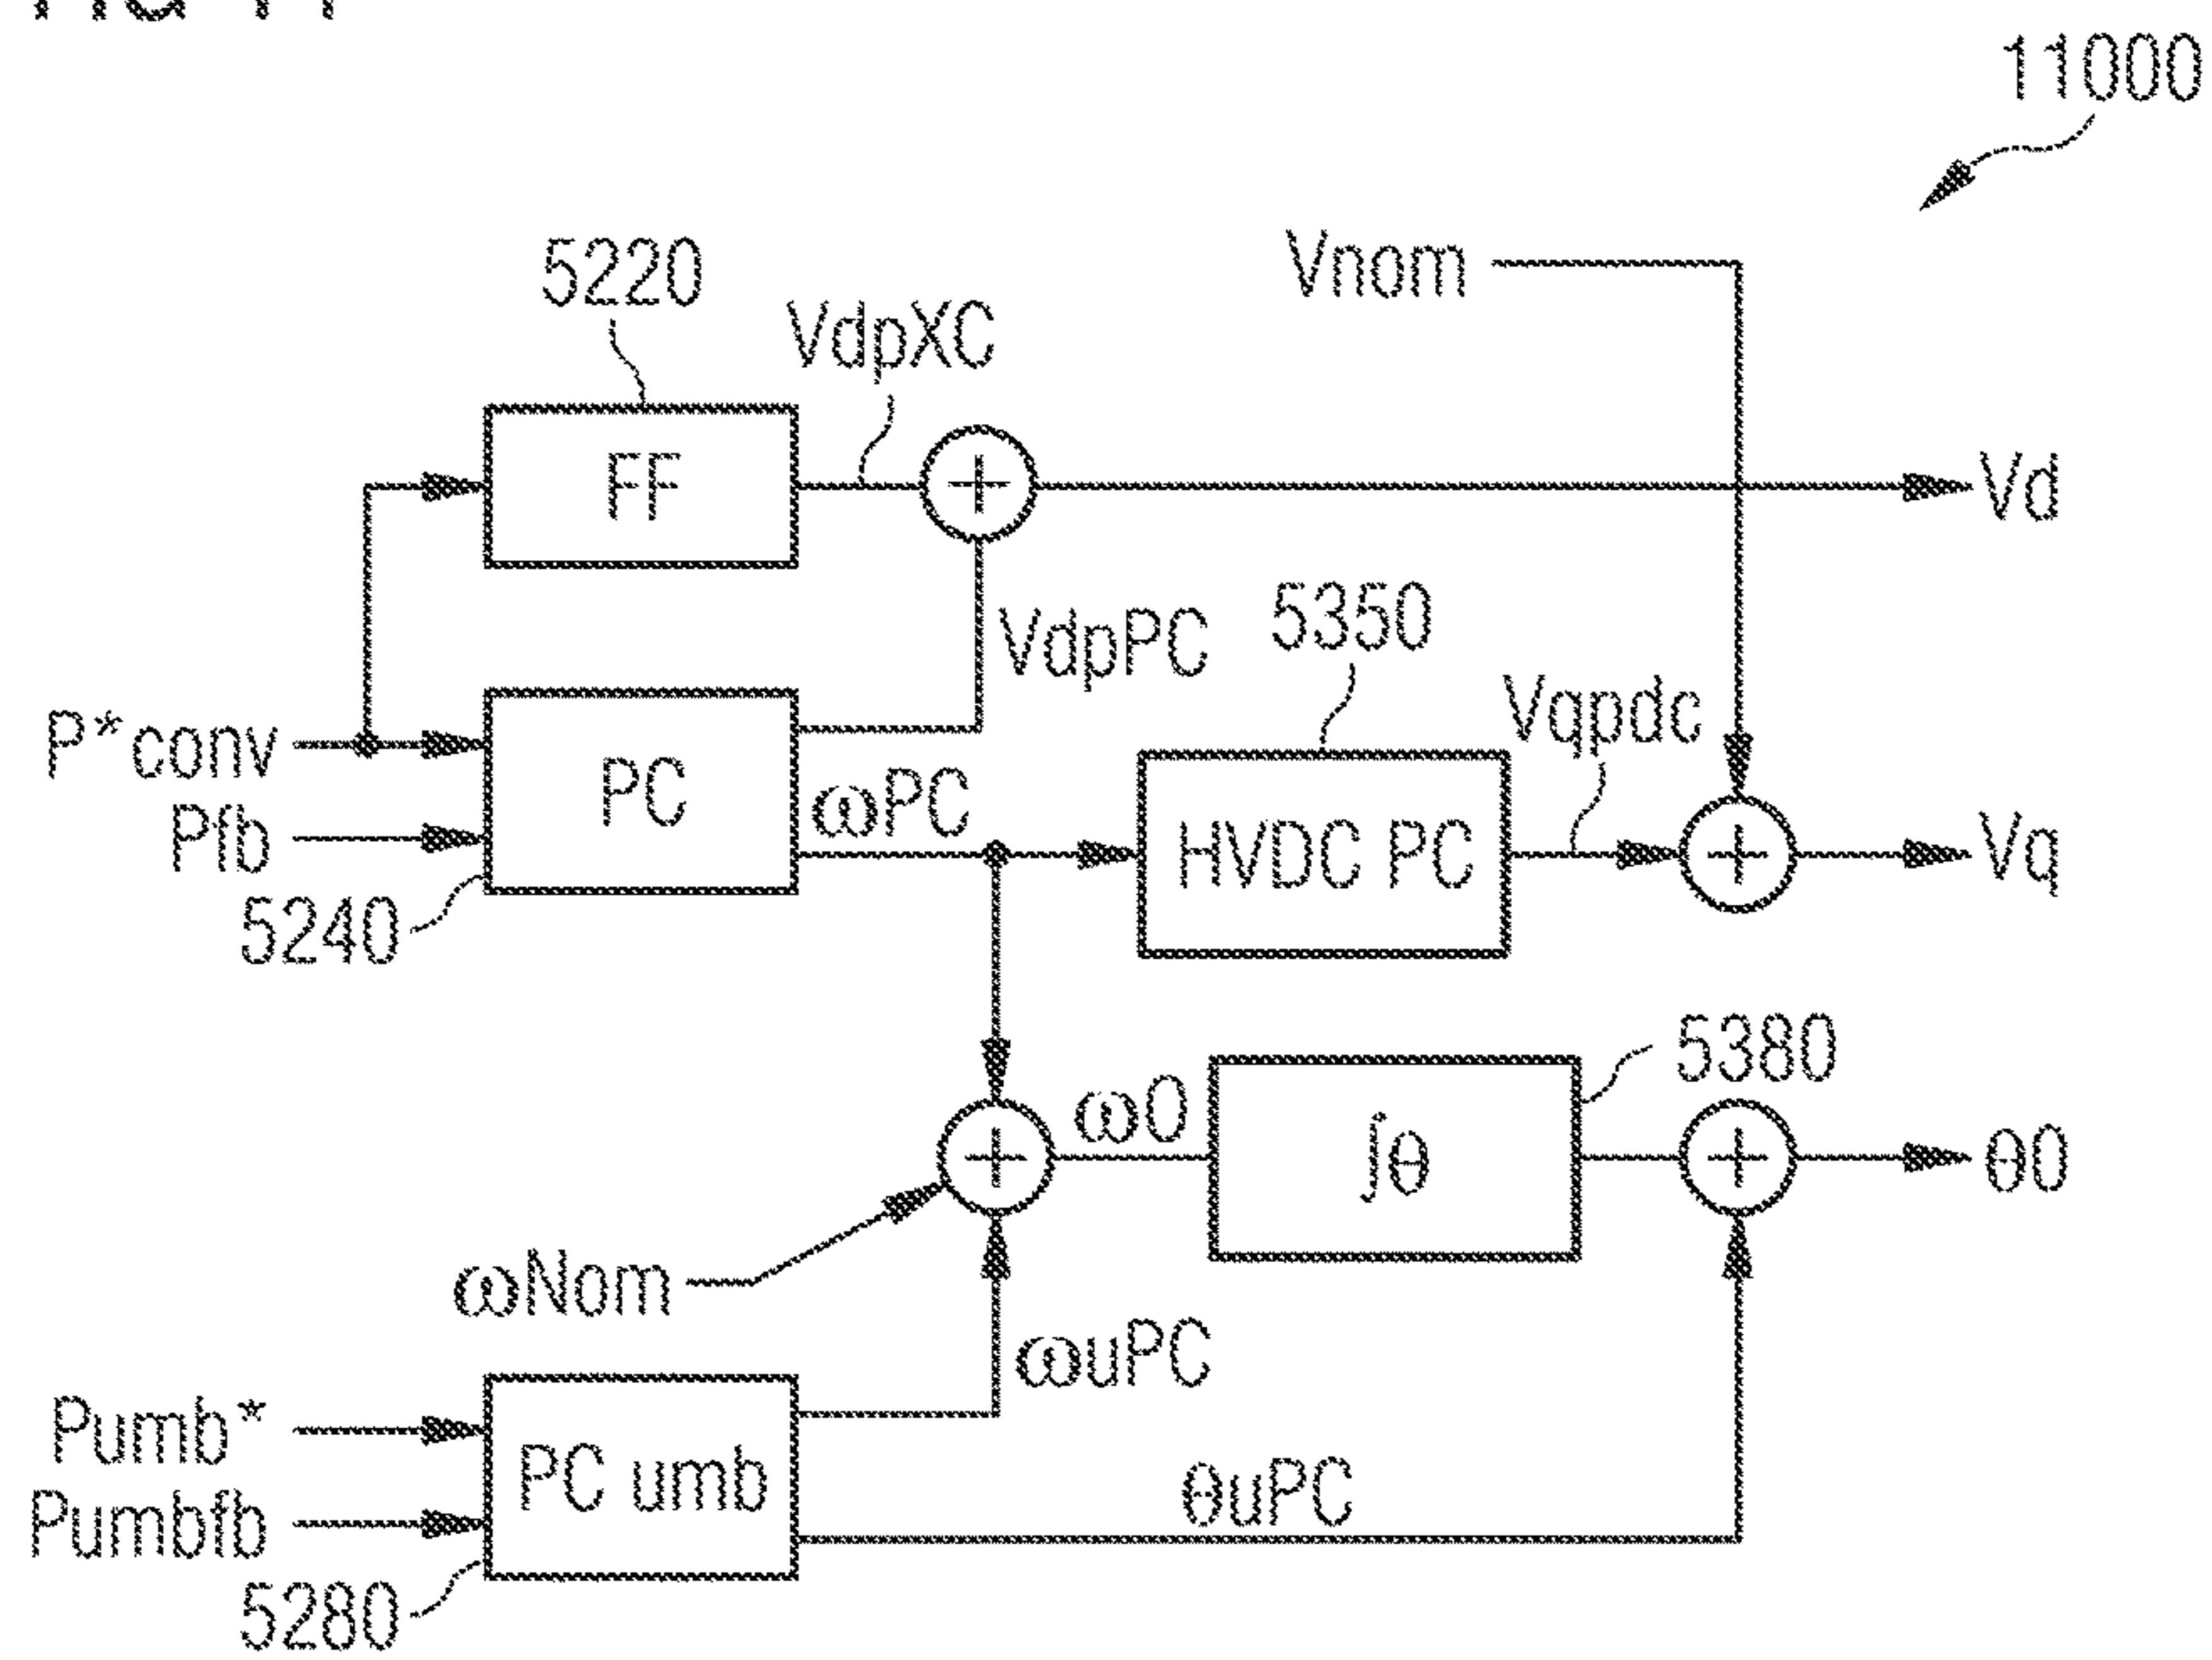 11000
Vnom
5220
VdpXC
FF
Vd
VdpPC
5350
Vqpdc
P*conv
PC
ωPC
HVDC PC
Vq
Pfb
5240
5380
ω0
∫θ
θ0
ωNom
ωuPC
Pumb*
PC umb
θuPC
Pumbfb
5280